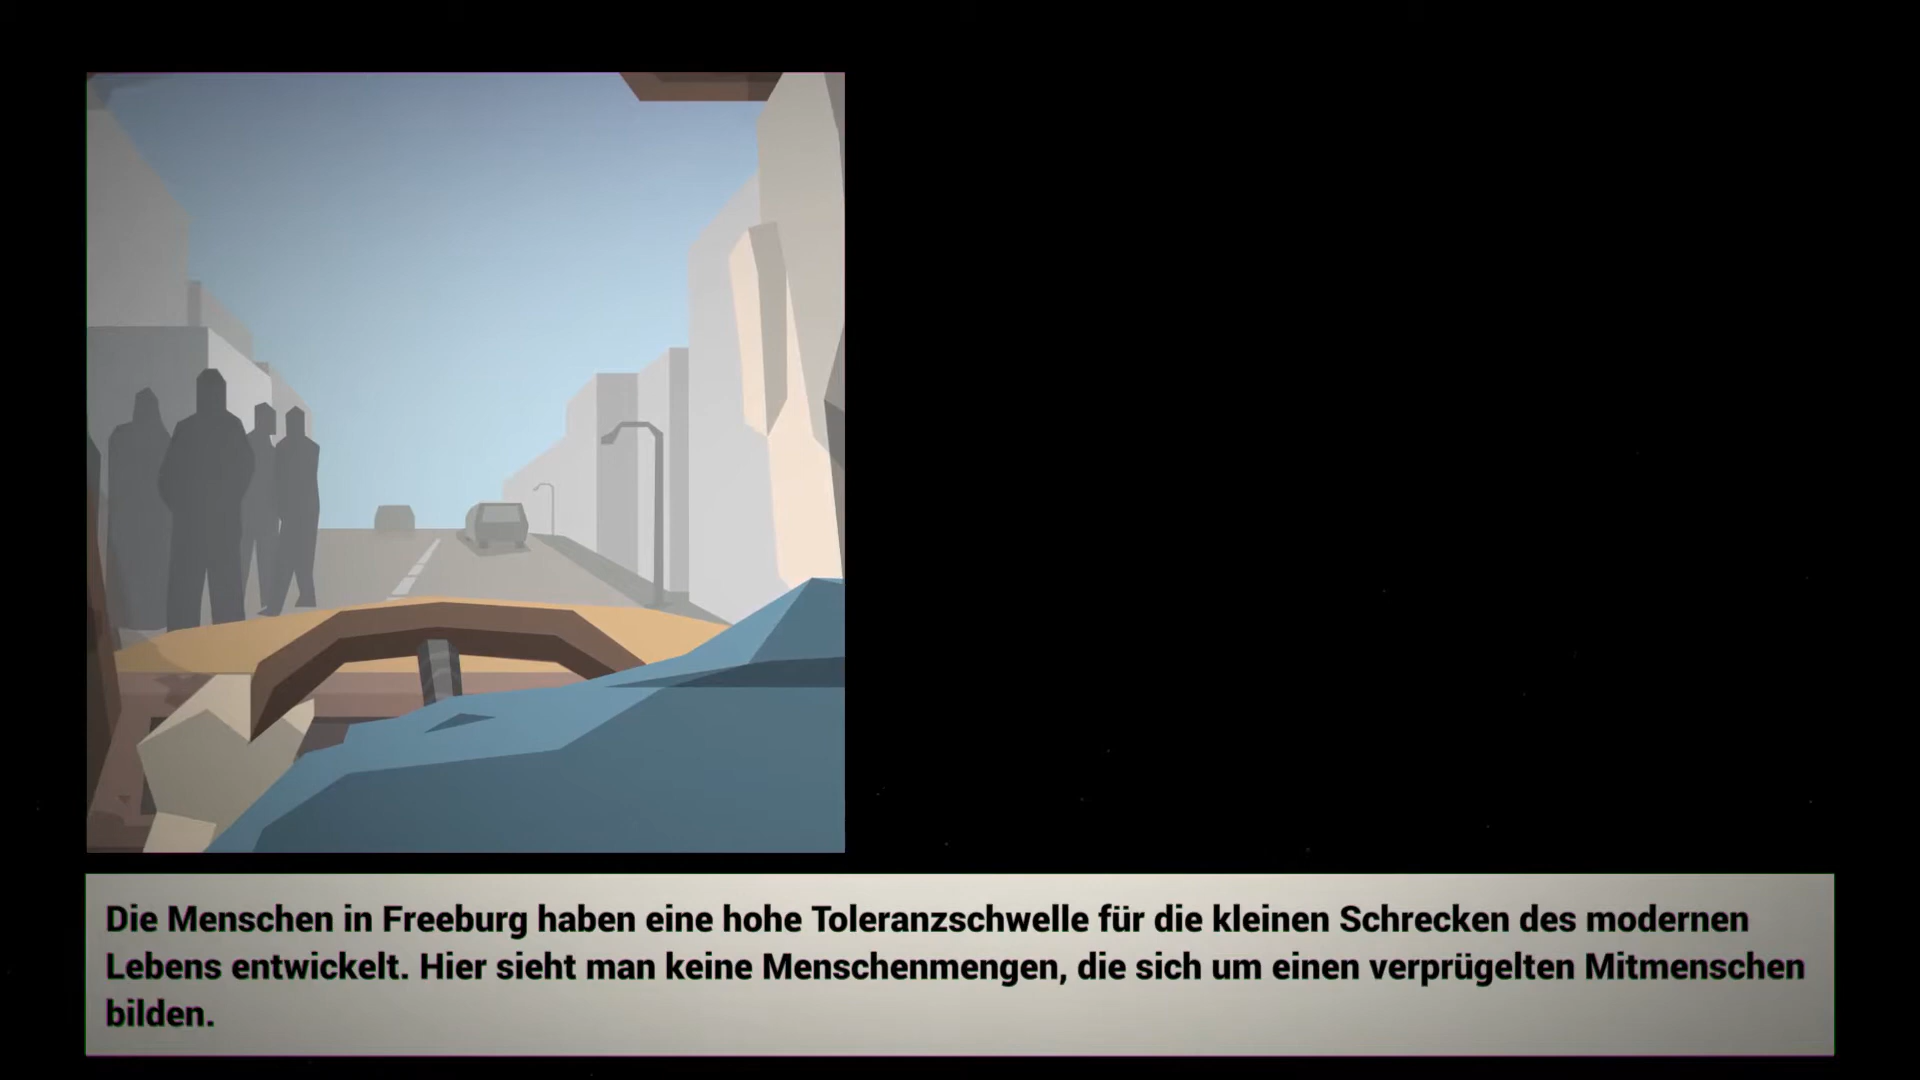 Die Menschen in Freeburg haben eine hohe Toleranzschwelle für die kleinen Schrecken des modernen
Lebens entwickelt. Hier sieht man keine Menschenmengen, die sich um einen verprügelten Mitmenschen
bilden.